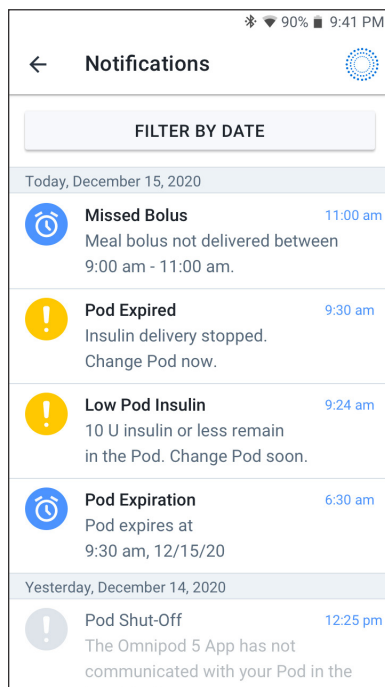 90% 9:41 PM
Notifications
FILTER BY DATE
Today, December 15, 2020
Missed Bolus 11:00 am
Meal bolus not delivered between
9:00 am - 11:00 am.
Pod Expired 9:30 am
Insulin delivery stopped.
Change Pod now.
Low Pod Insulin 9:24 am
10 U insulin or less remain
in the Pod. Change Pod soon.
Pod Expiration 6:30 am
Pod expires at
9:30 am, 12/15/20
Yesterday, December 14, 2020
Pod Shut-Off 12:25 pm
The Omnipod 5 App has not
communicated with your Pod in the